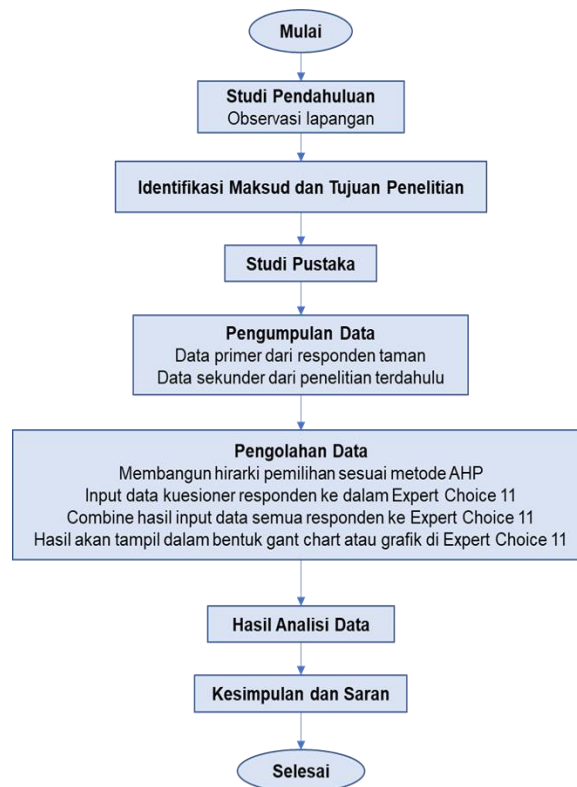 Mulai
Studi Pendahuluan
Observasi lapangan
Identifikasi Maksud dan Tujuan Penelitian
Studi Pustaka
Pengumpulan Data
Data primer dari responden taman
Data sekunder dari penelitian terdahulu
Pengolahan Data
Membangun hirarki pemilihan sesuai metode AHP
Input data kuesioner responden ke dalam Expert Choice 11
Combine hasil input data semua responden ke Expert Choice 11
Hasil akan tampil dalam bentuk gant chart atau grafik di Expert Choice 11
Hasil Analisi Data
Kesimpulan dan Saran
Selesai